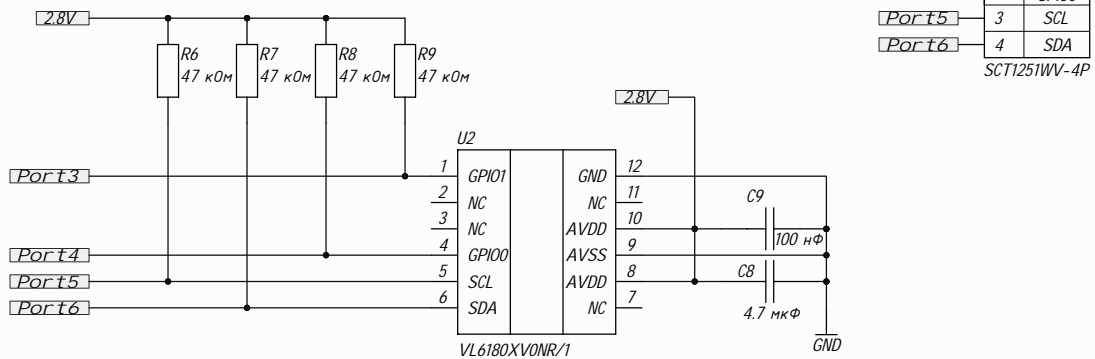 2.8V
R6
47 кОм
R7
47 кОм
R8
47 кОм
R9
47 кОм
Port5
3
SCL
Port6
4
SDA
SCT1251WV-4P
2.8V
U2
Port3
1
GPIO1
GND
12
2
NC
NC
11
3
NC
AVDD
10
C9
100 нФ
Port4
4
GPIO0
AVSS
9
Port5
5
SCL
AVDD
8
C8
4.7 мкФ
Port6
6
SDA
NC
7
VL6180XV0NR/1
GND